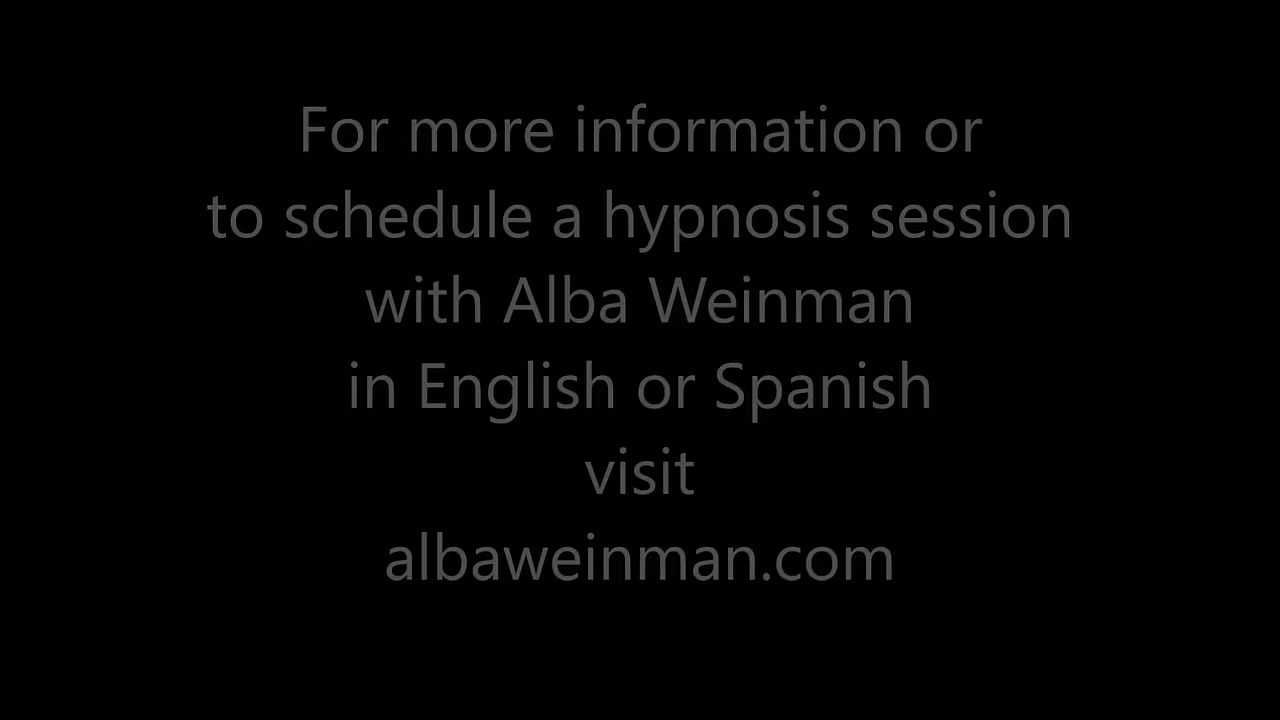 For more information or
to schedule a hypnosis session
with Alba Weinman
in English or Spanish
visit
albaweinman.com